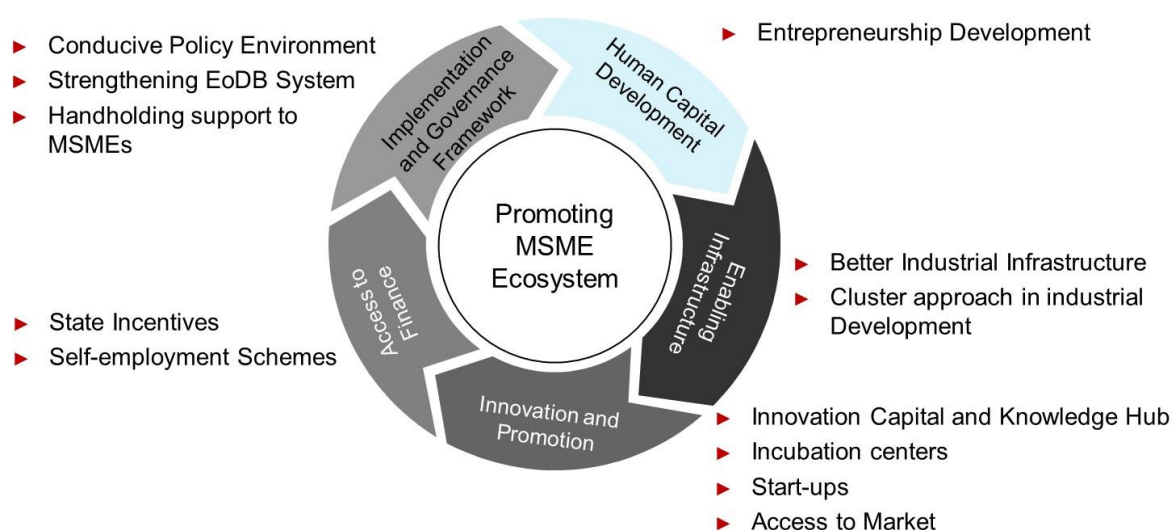 ► Conducive Policy Environment
► Strengthening EoDB System
► Handholding support to
MSMEs
Implementation
and Governance
Framework
Human Capital
Development
► Entrepreneurship Development
Promoting
MSME
Ecosystem
Enabling
Infrastructure
► Better Industrial Infrastructure
► Cluster approach in industrial
Development
Access to
Finance
► State Incentives
► Self-employment Schemes
Innovation and
Promotion
► Innovation Capital and Knowledge Hub
► Incubation centers
► Start-ups
► Access to Market